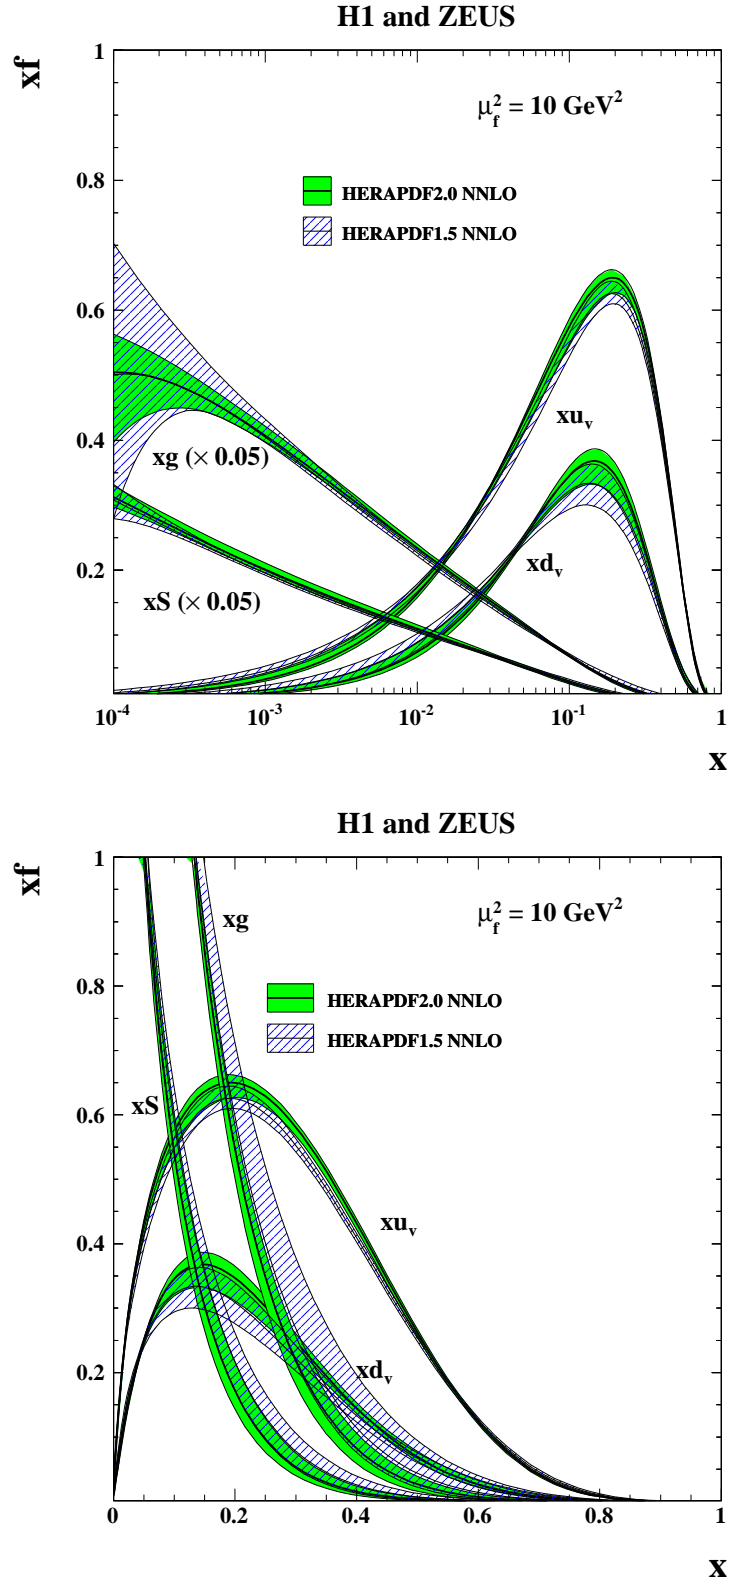 H1 and ZEUS
xf
1
μ_f^2 = 10 GeV^2
0.8
HERAPDF2.0 NNLO
HERAPDF1.5 NNLO
0.6
xu_v
0.4
xg (× 0.05)
xd_v
0.2
xS (× 0.05)
10^-4 10^-3 10^-2 10^-1 1
x
H1 and ZEUS
xf
1
μ_f^2 = 10 GeV^2
xg
0.8
HERAPDF2.0 NNLO
HERAPDF1.5 NNLO
0.6
xS
xu_v
0.4
xd_v
0.2
0 0.2 0.4 0.6 0.8 1
x